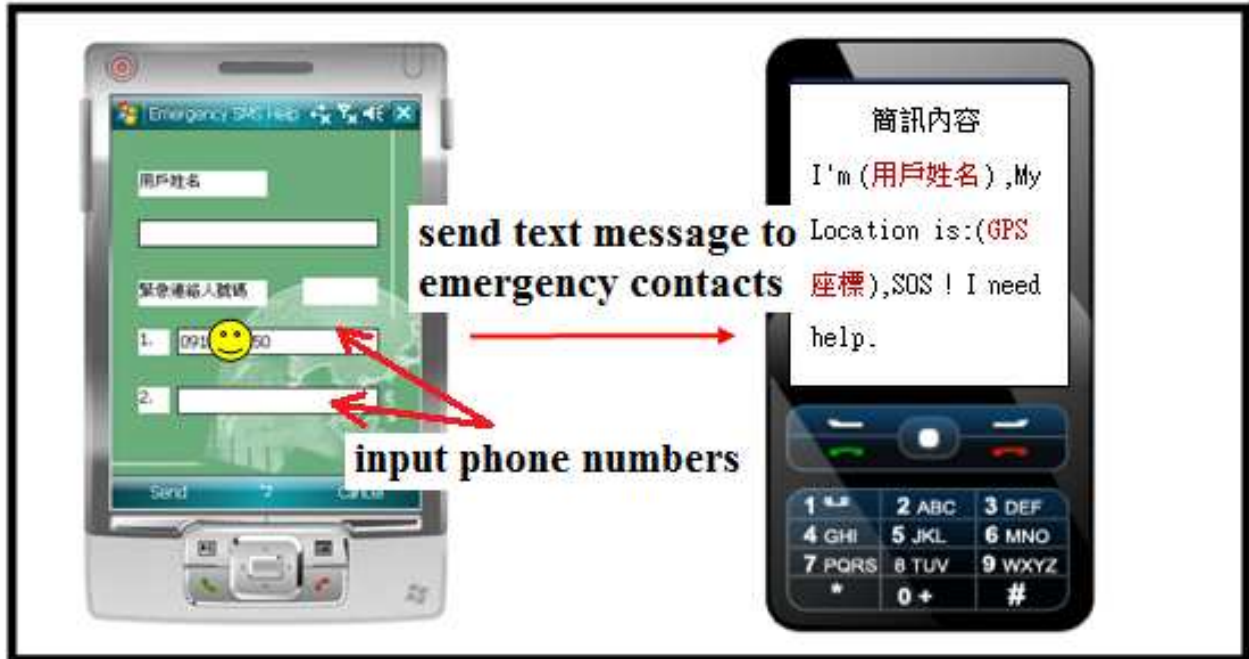 Emergency SMS Help
用戶姓名
緊急連絡人號碼
1.
091 50
2.
Send
Cancel
send text message to
emergency contacts
input phone numbers
簡訊內容
I'm (用戶姓名) ,My
Location is:(GPS
座標),SOS ! I need
help.
1
2 ABC
3 DEF
4 GHI
5 JKL
6 MNO
7 PQRS
8 TUV
9 WXYZ
*
0 +
#